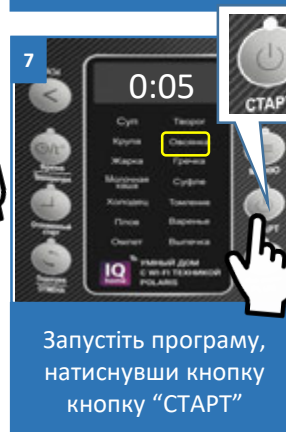 7
0:05
СТАРТ
Суп Творог
Крупа Овсянка
Жарка Гречка
Молочная Суфле
каша
Холодец Томление
Плов Варенье
Омлет Выпечка
IQ home
УМНЫЙ ДОМ
С WI-FI ТЕХНИКОЙ
POLARIS
Запустіть програму,
натиснувши кнопку
кнопку “СТАРТ”